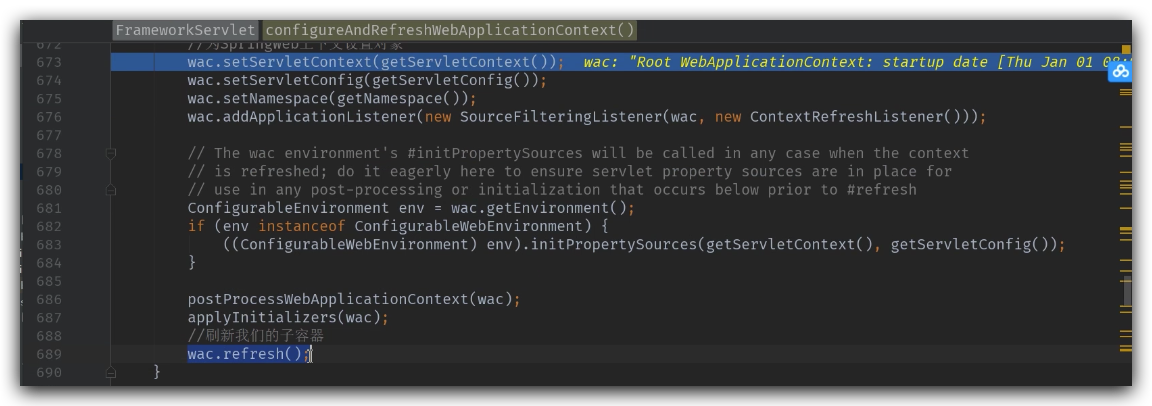 FrameworkServlet configureAndRefreshWebApplicationContext()
672 //为SpringWeb上下文设置对象
673 wac.setServletContext(getServletContext()); wac: "Root WebApplicationContext: startup date [Thu Jan 01
674 wac.setServletConfig(getServletConfig());
675 wac.setNamespace(getNamespace());
676 wac.addApplicationListener(new SourceFilteringListener(wac, new ContextRefreshListener()));
677
678 // The wac environment's #initPropertySources will be called in any case when the context
679 // is refreshed; do it eagerly here to ensure servlet property sources are in place for
680 // use in any post-processing or initialization that occurs below prior to #refresh
681 ConfigurableEnvironment env = wac.getEnvironment();
682 if (env instanceof ConfigurableWebEnvironment) {
683 ((ConfigurableWebEnvironment) env).initPropertySources(getServletContext(), getServletConfig());
684 }
685
686 postProcessWebApplicationContext(wac);
687 applyInitializers(wac);
688 //刷新我们的子容器
689 wac.refresh();
690 }